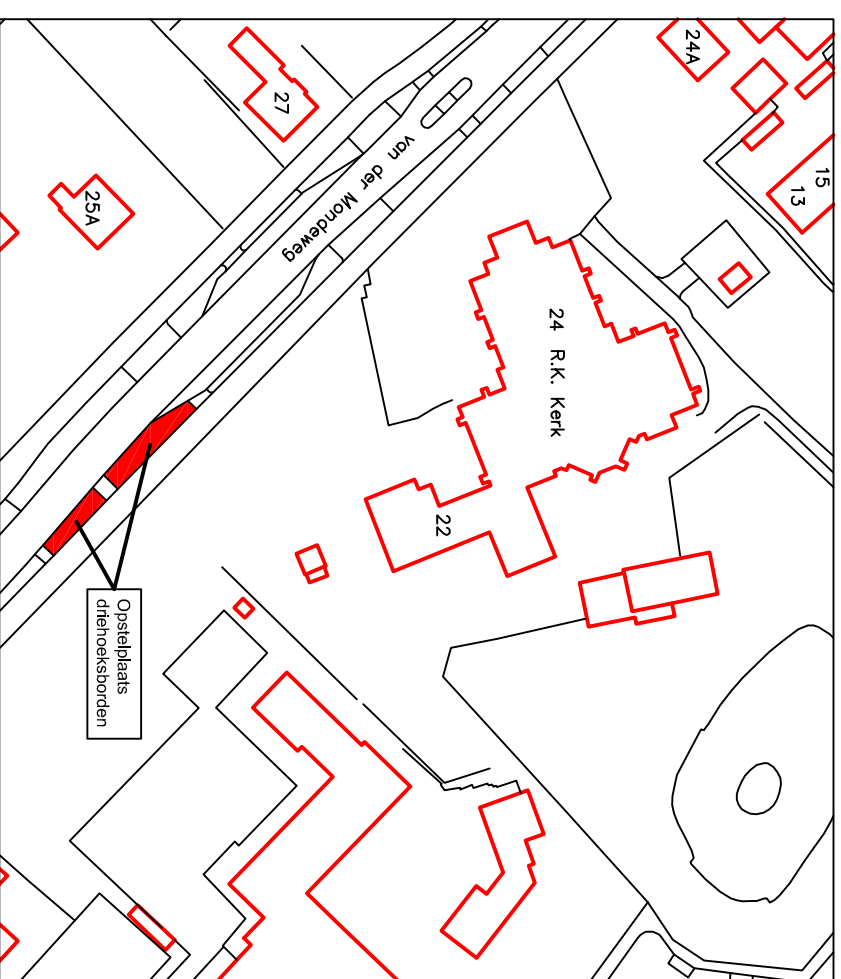 24A
15
13
27
van der Mondeweg
25A
24 R.K. Kerk
22
Opstelplaats
driehoeksborden